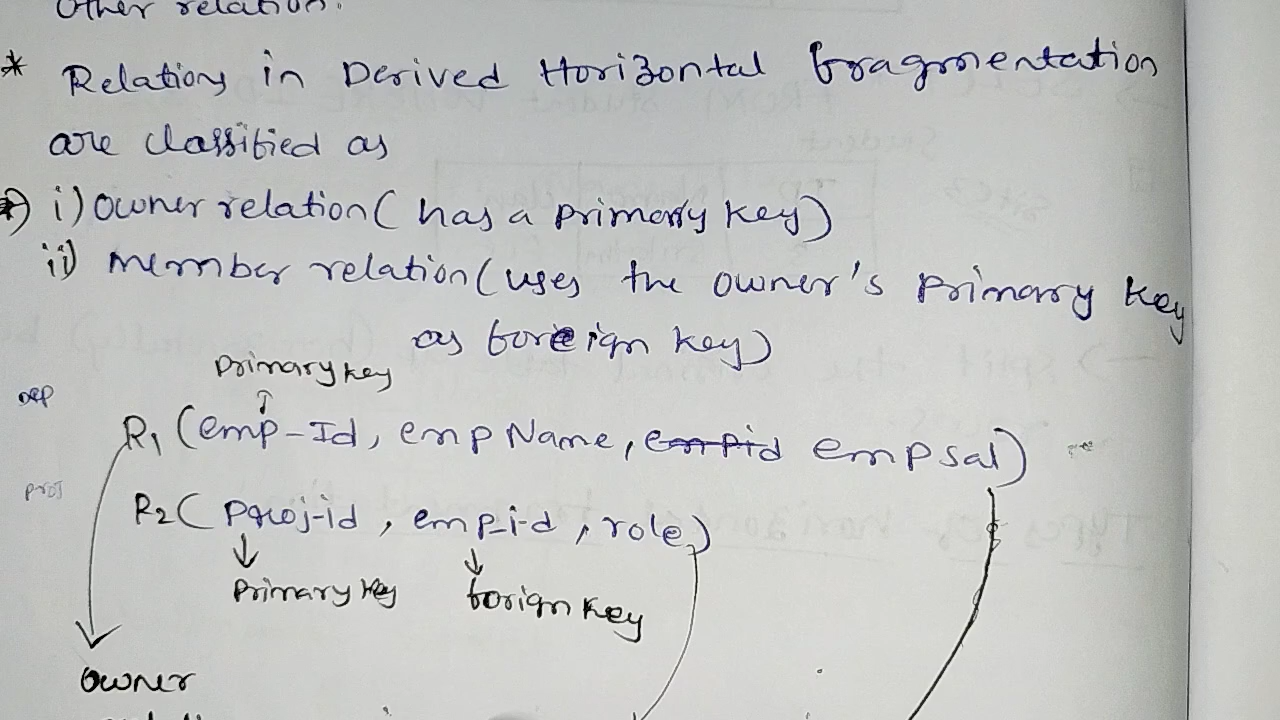 Other relation.
* Relations in Derived Horizontal fragmentation
are classified as
i) Owner relation ( has a primary key)
ii) member relation (uses the owner's primary key
as foreign key)
primary key
R1 (emp-Id, emp Name, empid empsal)
R2 ( proj-id, emp-i-d, role)
Primary key forign key
owner